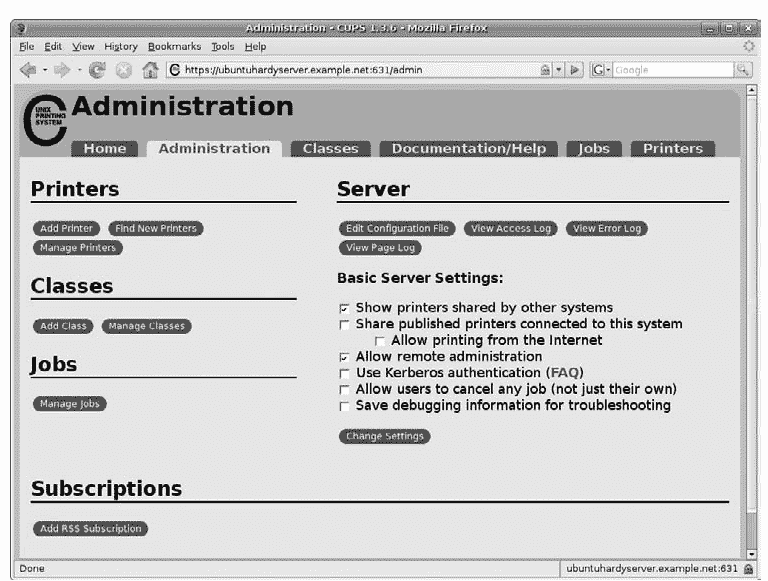 Administration - CUPS 1.3.6 - Mozilla Firefox
File Edit View History Bookmarks Tools Help
https://ubuntuhardyserver.example.net:631/admin
G Google
UNIX
PRINTING
SYSTEM
Administration
Home Administration Classes Documentation/Help Jobs Printers
Printers
Add Printer Find New Printers
Manage Printers
Classes
Add Class Manage Classes
Jobs
Manage Jobs
Server
Edit Configuration File View Access Log View Error Log
View Page Log
Basic Server Settings:
Show printers shared by other systems
Share published printers connected to this system
Allow printing from the Internet
Allow remote administration
Use Kerberos authentication (FAQ)
Allow users to cancel any job (not just their own)
Save debugging information for troubleshooting
Change Settings
Subscriptions
Add RSS Subscription
Done ubuntuhardyserver.example.net:631